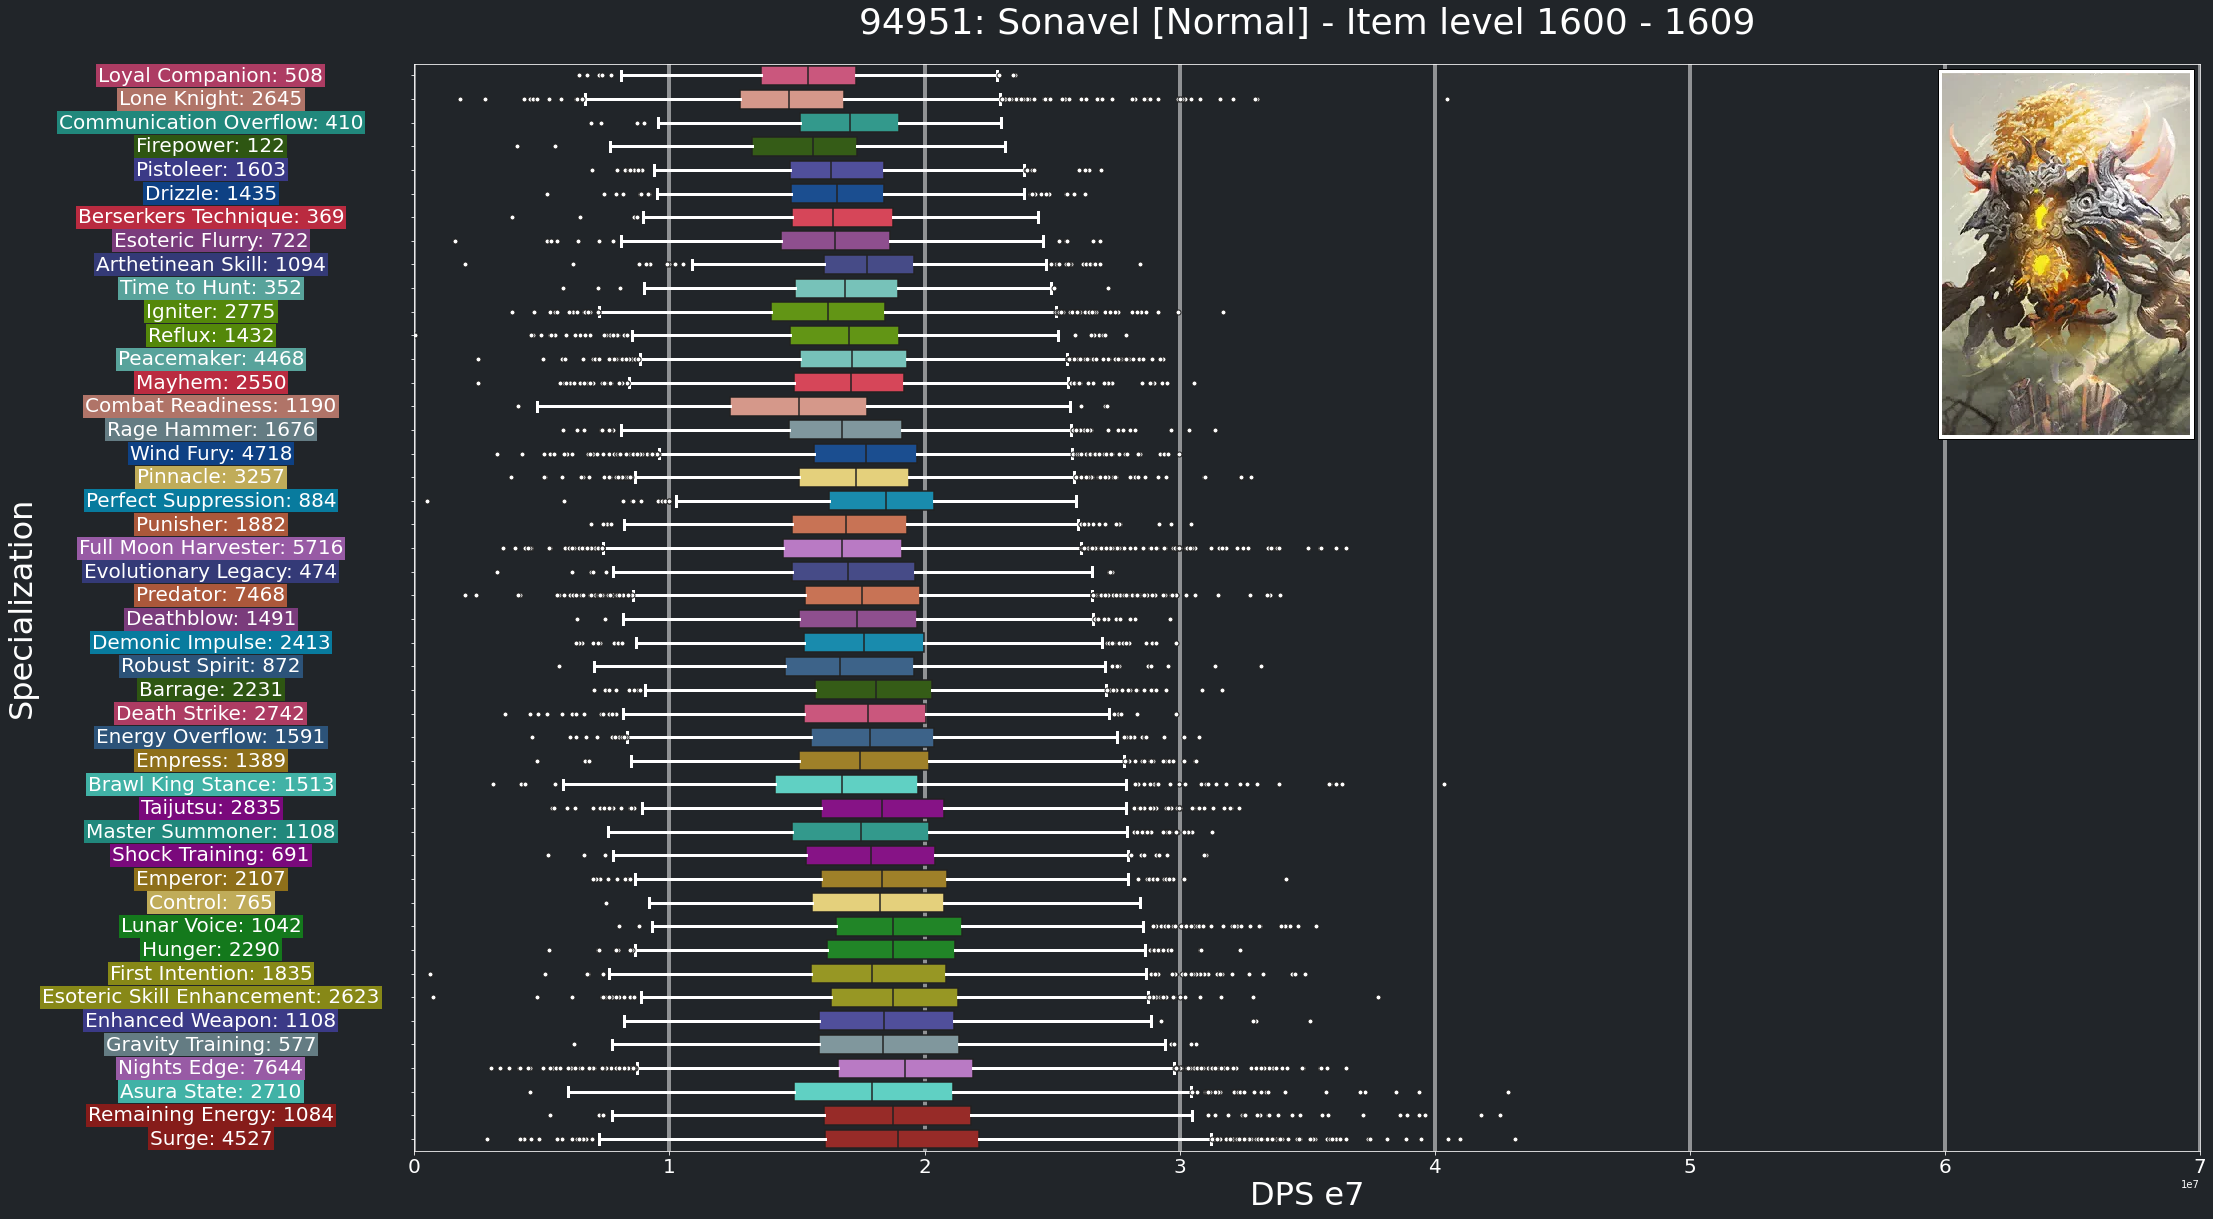 94951: Sonavel [Normal] - Item level 1600 - 1609
Specialization
Loyal Companion: 508
Lone Knight: 2645
Communication Overflow: 410
Firepower: 122
Pistoleer: 1603
Drizzle: 1435
Berserkers Technique: 369
Esoteric Flurry: 722
Arthetinean Skill: 1094
Time to Hunt: 352
Igniter: 2775
Reflux: 1432
Peacemaker: 4468
Mayhem: 2550
Combat Readiness: 1190
Rage Hammer: 1676
Wind Fury: 4718
Pinnacle: 3257
Perfect Suppression: 884
Punisher: 1882
Full Moon Harvester: 5716
Evolutionary Legacy: 474
Predator: 7468
Deathblow: 1491
Demonic Impulse: 2413
Robust Spirit: 872
Barrage: 2231
Death Strike: 2742
Energy Overflow: 1591
Empress: 1389
Brawl King Stance: 1513
Taijutsu: 2835
Master Summoner: 1108
Shock Training: 691
Emperor: 2107
Control: 765
Lunar Voice: 1042
Hunger: 2290
First Intention: 1835
Esoteric Skill Enhancement: 2623
Enhanced Weapon: 1108
Gravity Training: 577
Nights Edge: 7644
Asura State: 2710
Remaining Energy: 1084
Surge: 4527
0 1 2 3 4 5 6 7
DPS e7
1e7